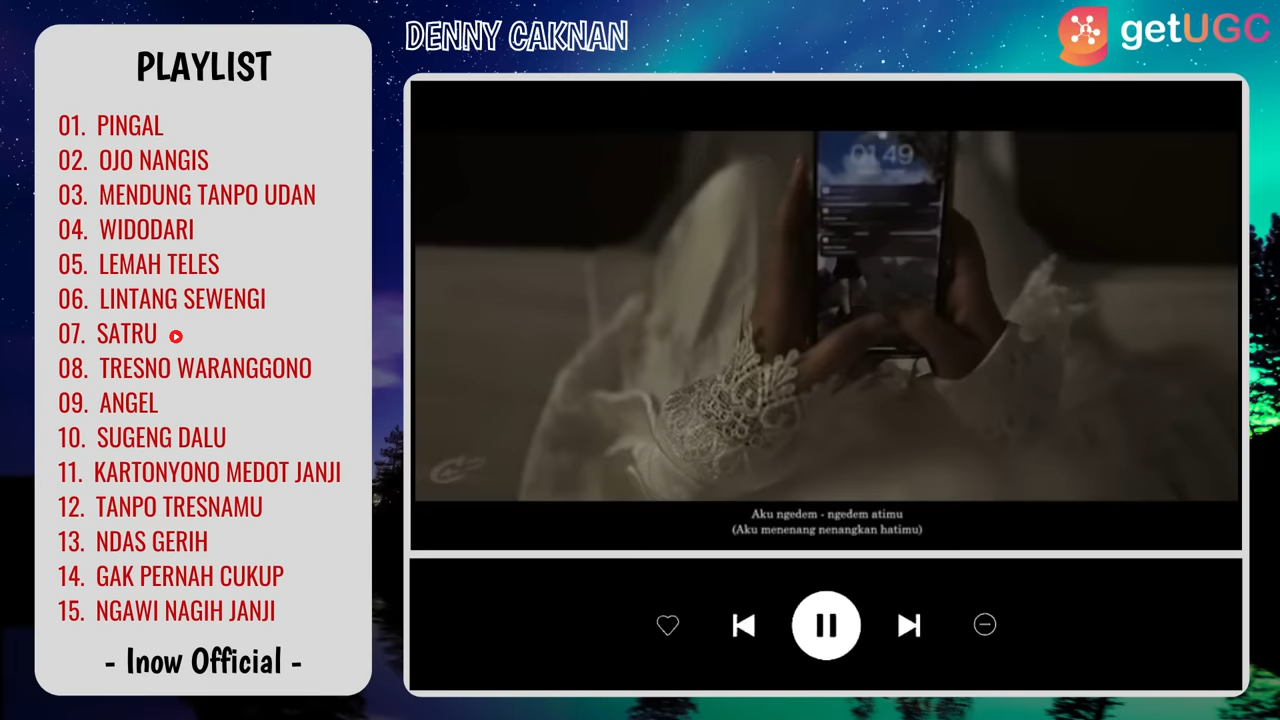 PLAYLIST
01. PINGAL
02. OJO NANGIS
03. MENDUNG TANPO UDAN
04. WIDODARI
05. LEMAH TELES
06. LINTANG SEWENGI
07. SATRU
08. TRESNO WARANGGONO
09. ANGEL
10. SUGENG DALU
11. KARTONYONO MEDOT JANJI
12. TANPO TRESNAMU
13. NDAS GERIH
14. GAK PERNAH CUKUP
15. NGAWI NAGIH JANJI
- Inow Official -
DENNY CAKNAN
getUGC
01.49
Aku ngedem - ngedem atimu
(Aku menenang nenangkan hatimu)